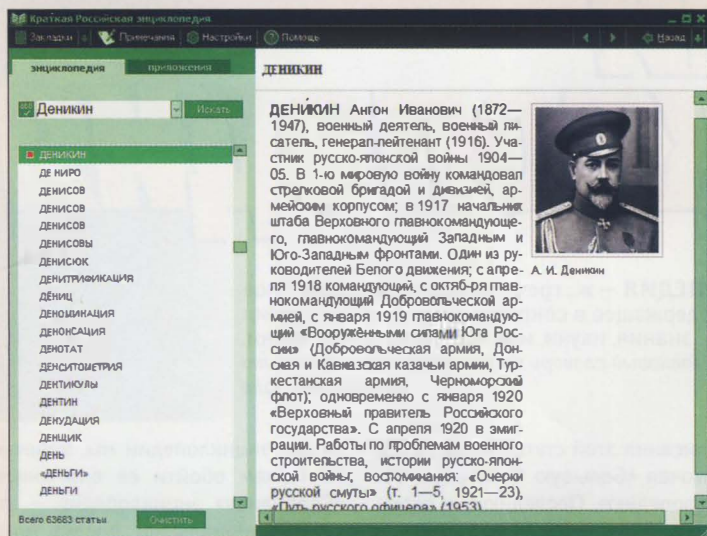 Краткая Российская энциклопедия
Закладки Примечания Настройки Помощь Назад
энциклопедия приложения
Деникин Искать
ДЕНИКИН
ДЕ НИРО
ДЕНИСОВ
ДЕНИСОВ
ДЕНИСОВ
ДЕНИСОВЫ
ДЕНИСЮК
ДЕНИТРИФИКАЦИЯ
ДЁНИЦ
ДЕНОМИНАЦИЯ
ДЕНОНСАЦИЯ
ДЕНОТАТ
ДЕНСИТОМЕТРИЯ
ДЕНТИКУЛЫ
ДЕНТИН
ДЕНУДАЦИЯ
ДЕНЩИК
ДЕНЬ
«ДЕНЬГИ»
ДЕНЬГИ
Всего 63683 статьи Очистить
ДЕНИКИН
ДЕНИКИН Антон Иванович (1872—
1947), военный деятель, военный пи-
сатель, генерал-лейтенант (1916). Уча-
стник русско-японской войны 1904—
05. В 1-ю мировую войну командовал
стрелковой бригадой и дивизией, ар-
мейским корпусом; в 1917 начальник
штаба Верховного главнокомандующе-
го, главнокомандующий Западным и
Юго-Западным фронтами. Один из ру-
ководителей Белого движения; с апре-
ля 1918 командующий, с октяб-ря глав-
нокомандующий Добровольческой ар-
мией, с января 1919 главнокомандую-
щий «Вооружёнными силами Юга Рос-
сии» (Добровольческая армия, Дон-
ская и Кавказская казачьи армии, Тур-
кестанская армия, Черноморский
флот); одновременно с января 1920
«Верховный правитель Российского
государства». С апреля 1920 в эмиг-
рации. Работы по проблемам военного
строительства, истории русско-япон-
ской войны; воспоминания: «Очерки
русской смуты» (т. 1—5, 1921—23),
«Путь русского офицера» (1953).
А. И. Деникин